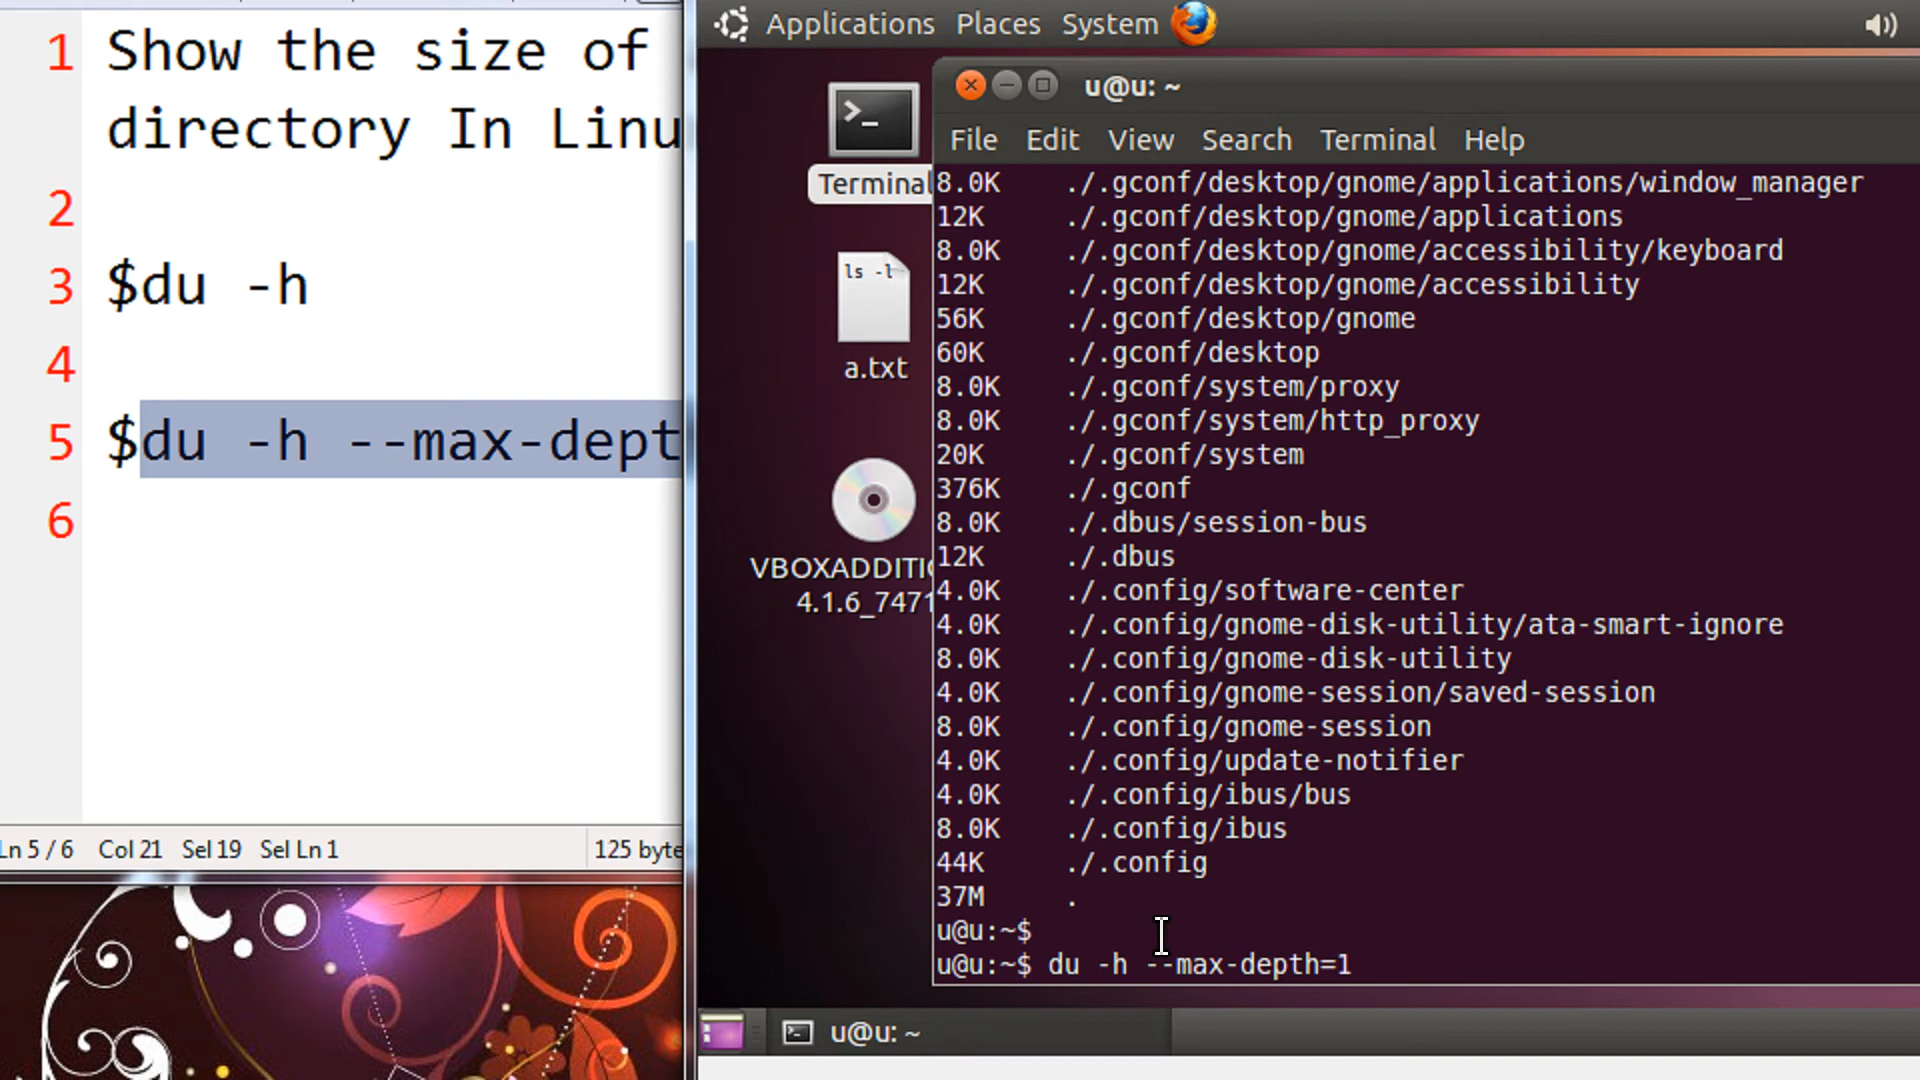 1 Show the size of
directory In Linu
2
3 $du -h
4
5 $du -h --max-dept
6
Ln 5 / 6 Col 21 Sel 19 Sel Ln 1 125 byte
Applications Places System
Terminal
ls -l
a.txt
VBOXADDITI
4.1.6_7471
u@u: ~
File Edit View Search Terminal Help
8.0K ./.gconf/desktop/gnome/applications/window_manager
12K ./.gconf/desktop/gnome/applications
8.0K ./.gconf/desktop/gnome/accessibility/keyboard
12K ./.gconf/desktop/gnome/accessibility
56K ./.gconf/desktop/gnome
60K ./.gconf/desktop
8.0K ./.gconf/system/proxy
8.0K ./.gconf/system/http_proxy
20K ./.gconf/system
376K ./.gconf
8.0K ./.dbus/session-bus
12K ./.dbus
4.0K ./.config/software-center
4.0K ./.config/gnome-disk-utility/ata-smart-ignore
8.0K ./.config/gnome-disk-utility
4.0K ./.config/gnome-session/saved-session
8.0K ./.config/gnome-session
4.0K ./.config/update-notifier
4.0K ./.config/ibus/bus
8.0K ./.config/ibus
44K ./.config
37M .
u@u:~$
u@u:~$ du -h --max-depth=1
u@u: ~